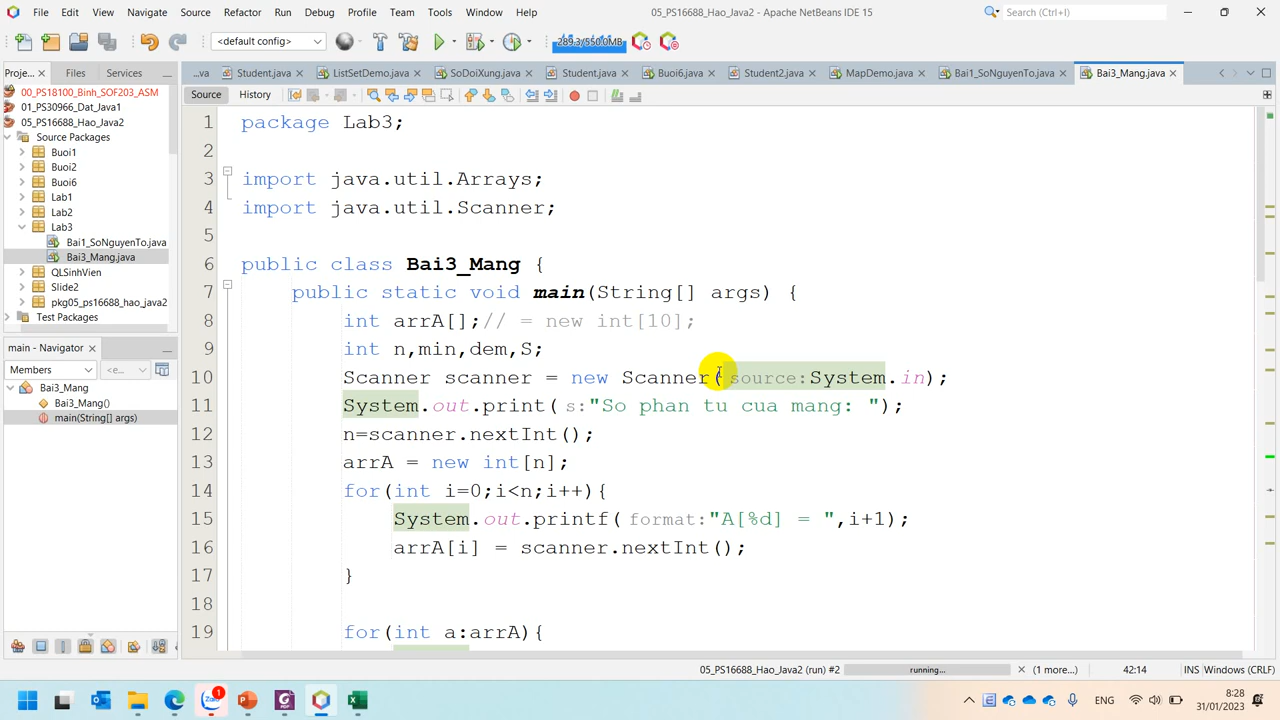 File Edit View Navigate Source Refactor Run Debug Profile Team Tools Window Help
05_PS16688_Hao_Java2 - Apache NetBeans IDE 15
Search (Ctrl+I)
<default config>
289.3/550.0MB
Proje... Files Services
...va Student.java ListSetDemo.java SoDoiXung.java Student.java Buoi6.java Student2.java MapDemo.java Bai1_SoNguyenTo.java Bai3_Mang.java
Source History
00_PS18100_Binh_SOF203_ASM
01_PS30966_Dat_Java1
05_PS16688_Hao_Java2
Source Packages
Buoi1
Buoi2
Buoi6
Lab1
Lab2
Lab3
Bai1_SoNguyenTo.java
Bai3_Mang.java
QLSinhVien
Slide2
pkg05_ps16688_hao_java2
Test Packages
main - Navigator
Members <e...
Bai3_Mang
Bai3_Mang()
main(String[] args)
1 package Lab3;
2
3 import java.util.Arrays;
4 import java.util.Scanner;
5
6 public class Bai3_Mang {
7 public static void main(String[] args) {
8 int arrA[];// = new int[10];
9 int n,min,dem,S;
10 Scanner scanner = new Scanner(source:System.in);
11 System.out.print(s:"So phan tu cua mang: ");
12 n=scanner.nextInt();
13 arrA = new int[n];
14 for(int i=0;i<n;i++){
15 System.out.printf(format:"A[%d] = ",i+1);
16 arrA[i] = scanner.nextInt();
17 }
18
19 for(int a:arrA){
05_PS16688_Hao_Java2 (run) #2 running... (1 more...) 42:14 INS Windows (CRLF)
Zalo 1
ENG
8:28
31/01/2023